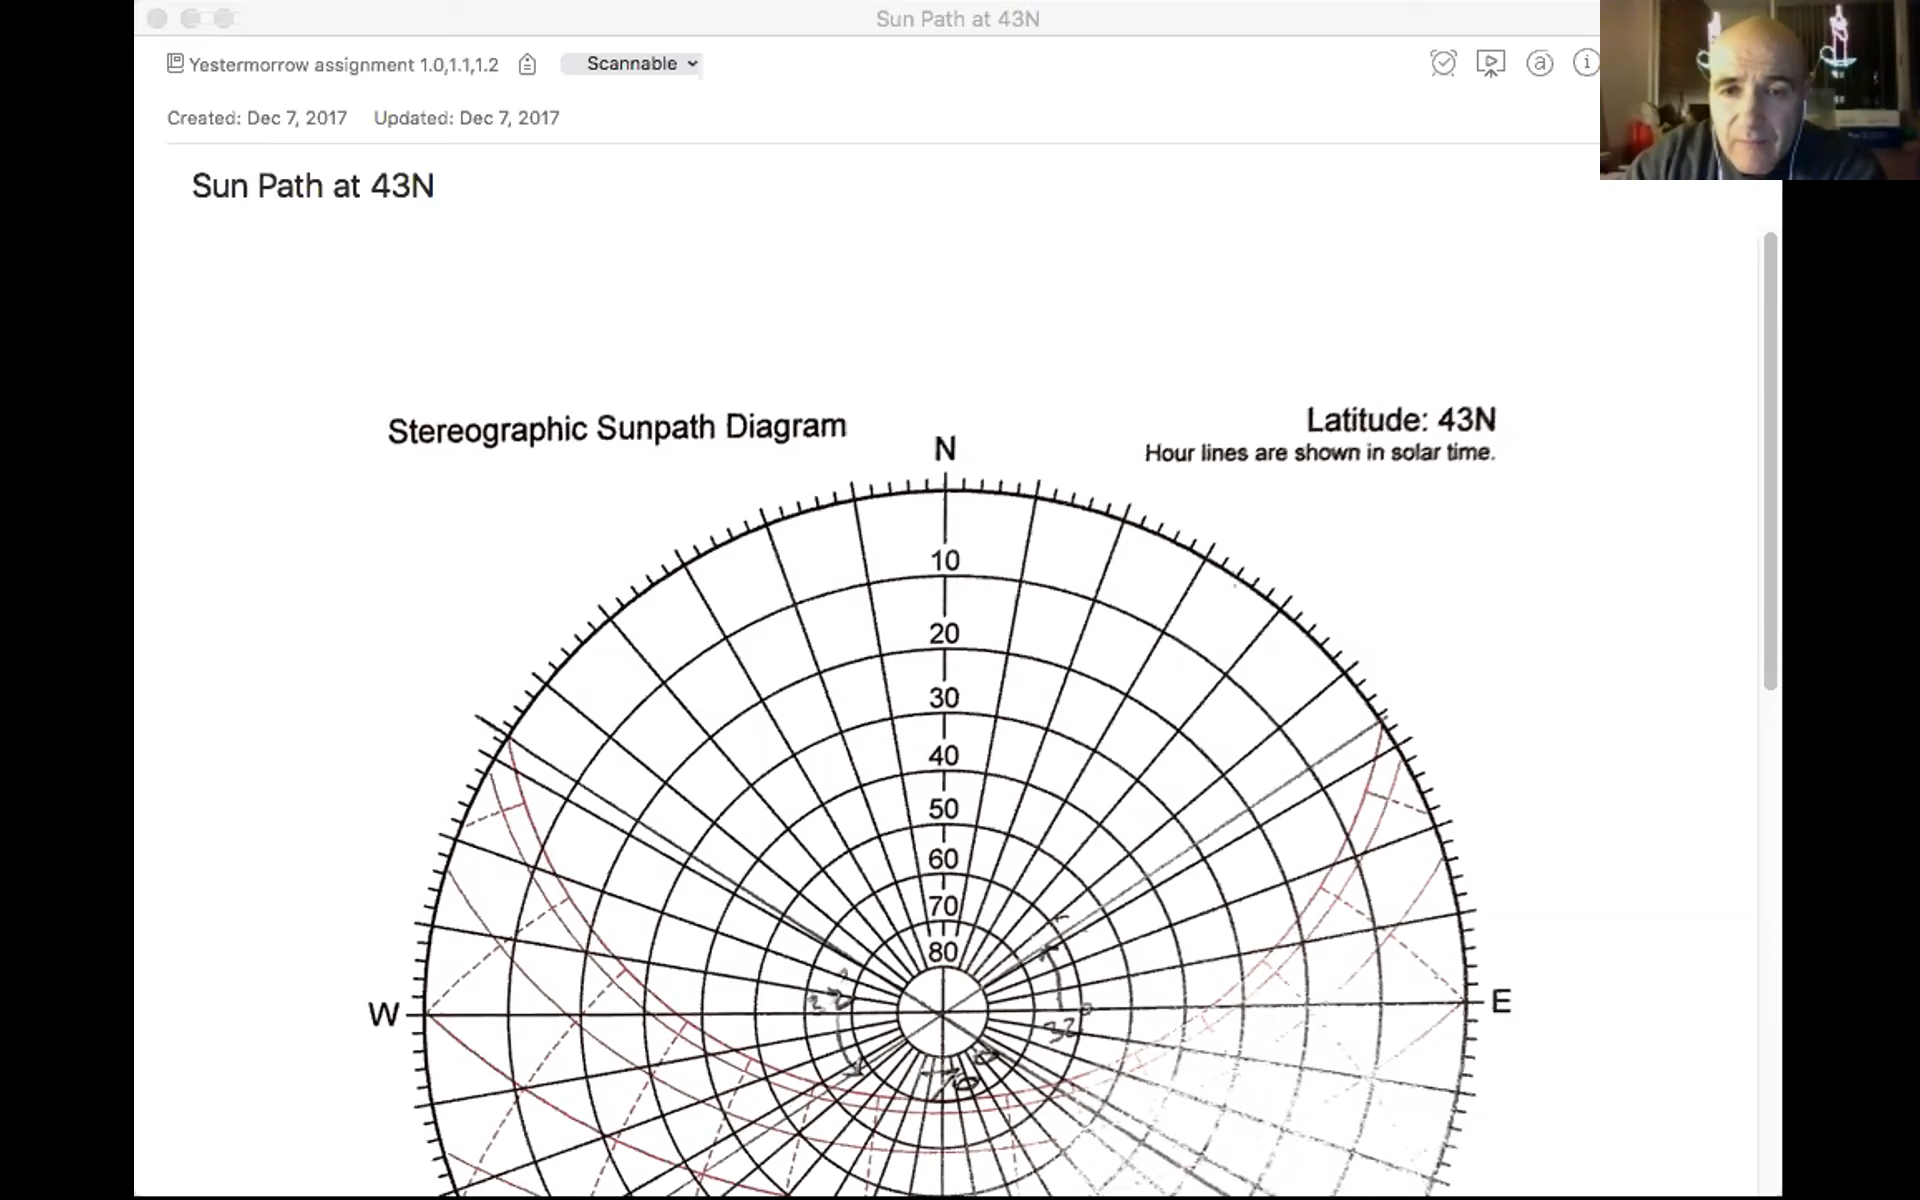 Sun Path at 43N
Yestermorrow assignment 1.0,1.1,1.2
Scannable
Created: Dec 7, 2017 Updated: Dec 7, 2017
Sun Path at 43N
Stereographic Sunpath Diagram
Latitude: 43N
Hour lines are shown in solar time.
N
10
20
30
40
50
60
70
80
W
E
32°
70°